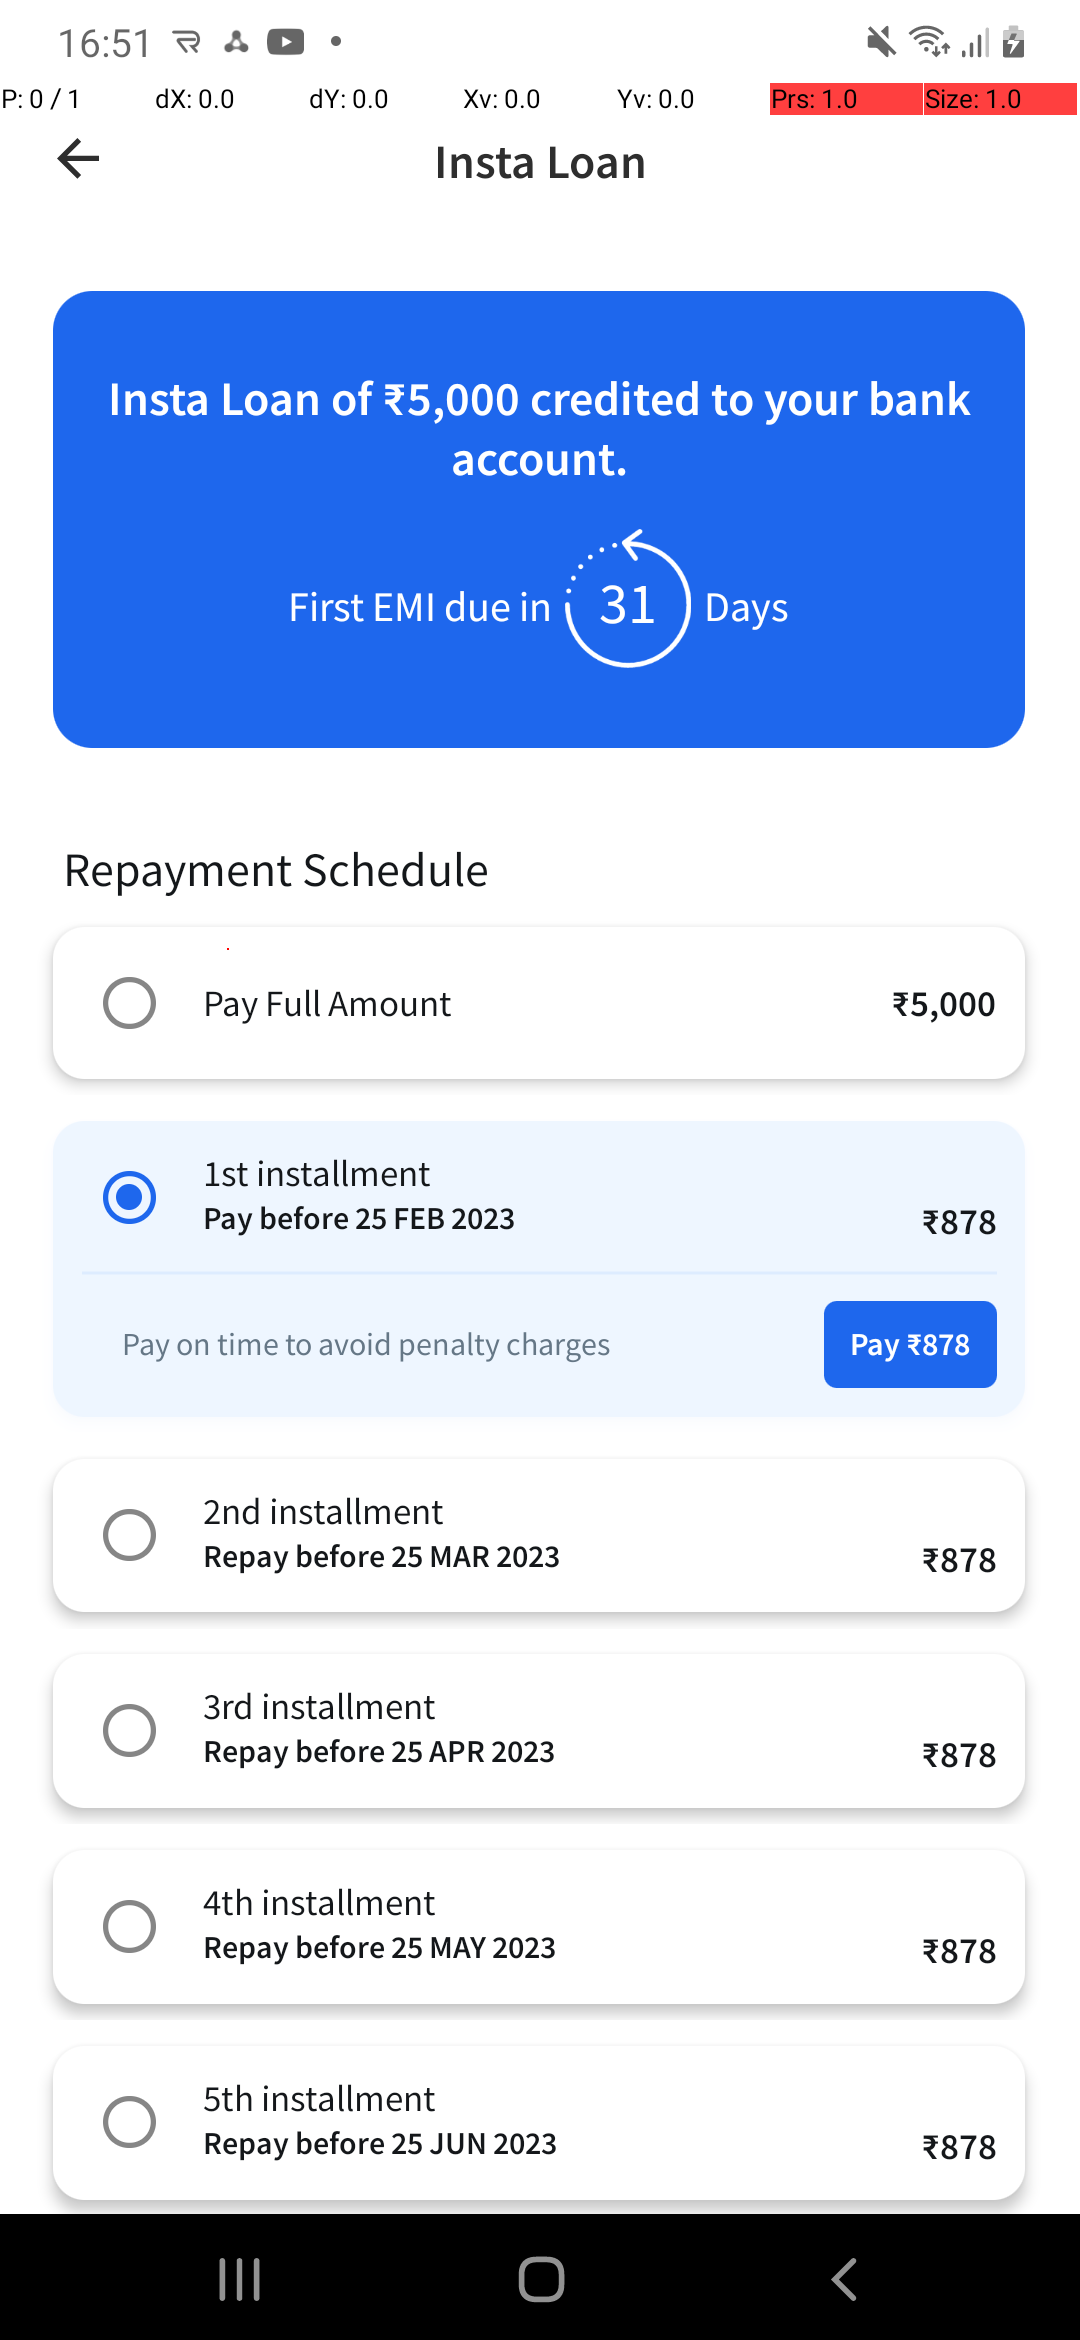 16:51
P: 0 / 1 dX: 0.0 dY: 0.0 Xv: 0.0 Yv: 0.0 Prs: 1.0 Size: 1.0
Insta Loan
Insta Loan of ₹5,000 credited to your bank
account.
First EMI due in 31 Days
Repayment Schedule
Pay Full Amount ₹5,000
1st installment
Pay before 25 FEB 2023 ₹878
Pay on time to avoid penalty charges Pay ₹878
2nd installment
Repay before 25 MAR 2023 ₹878
3rd installment
Repay before 25 APR 2023 ₹878
4th installment
Repay before 25 MAY 2023 ₹878
5th installment
Repay before 25 JUN 2023 ₹878